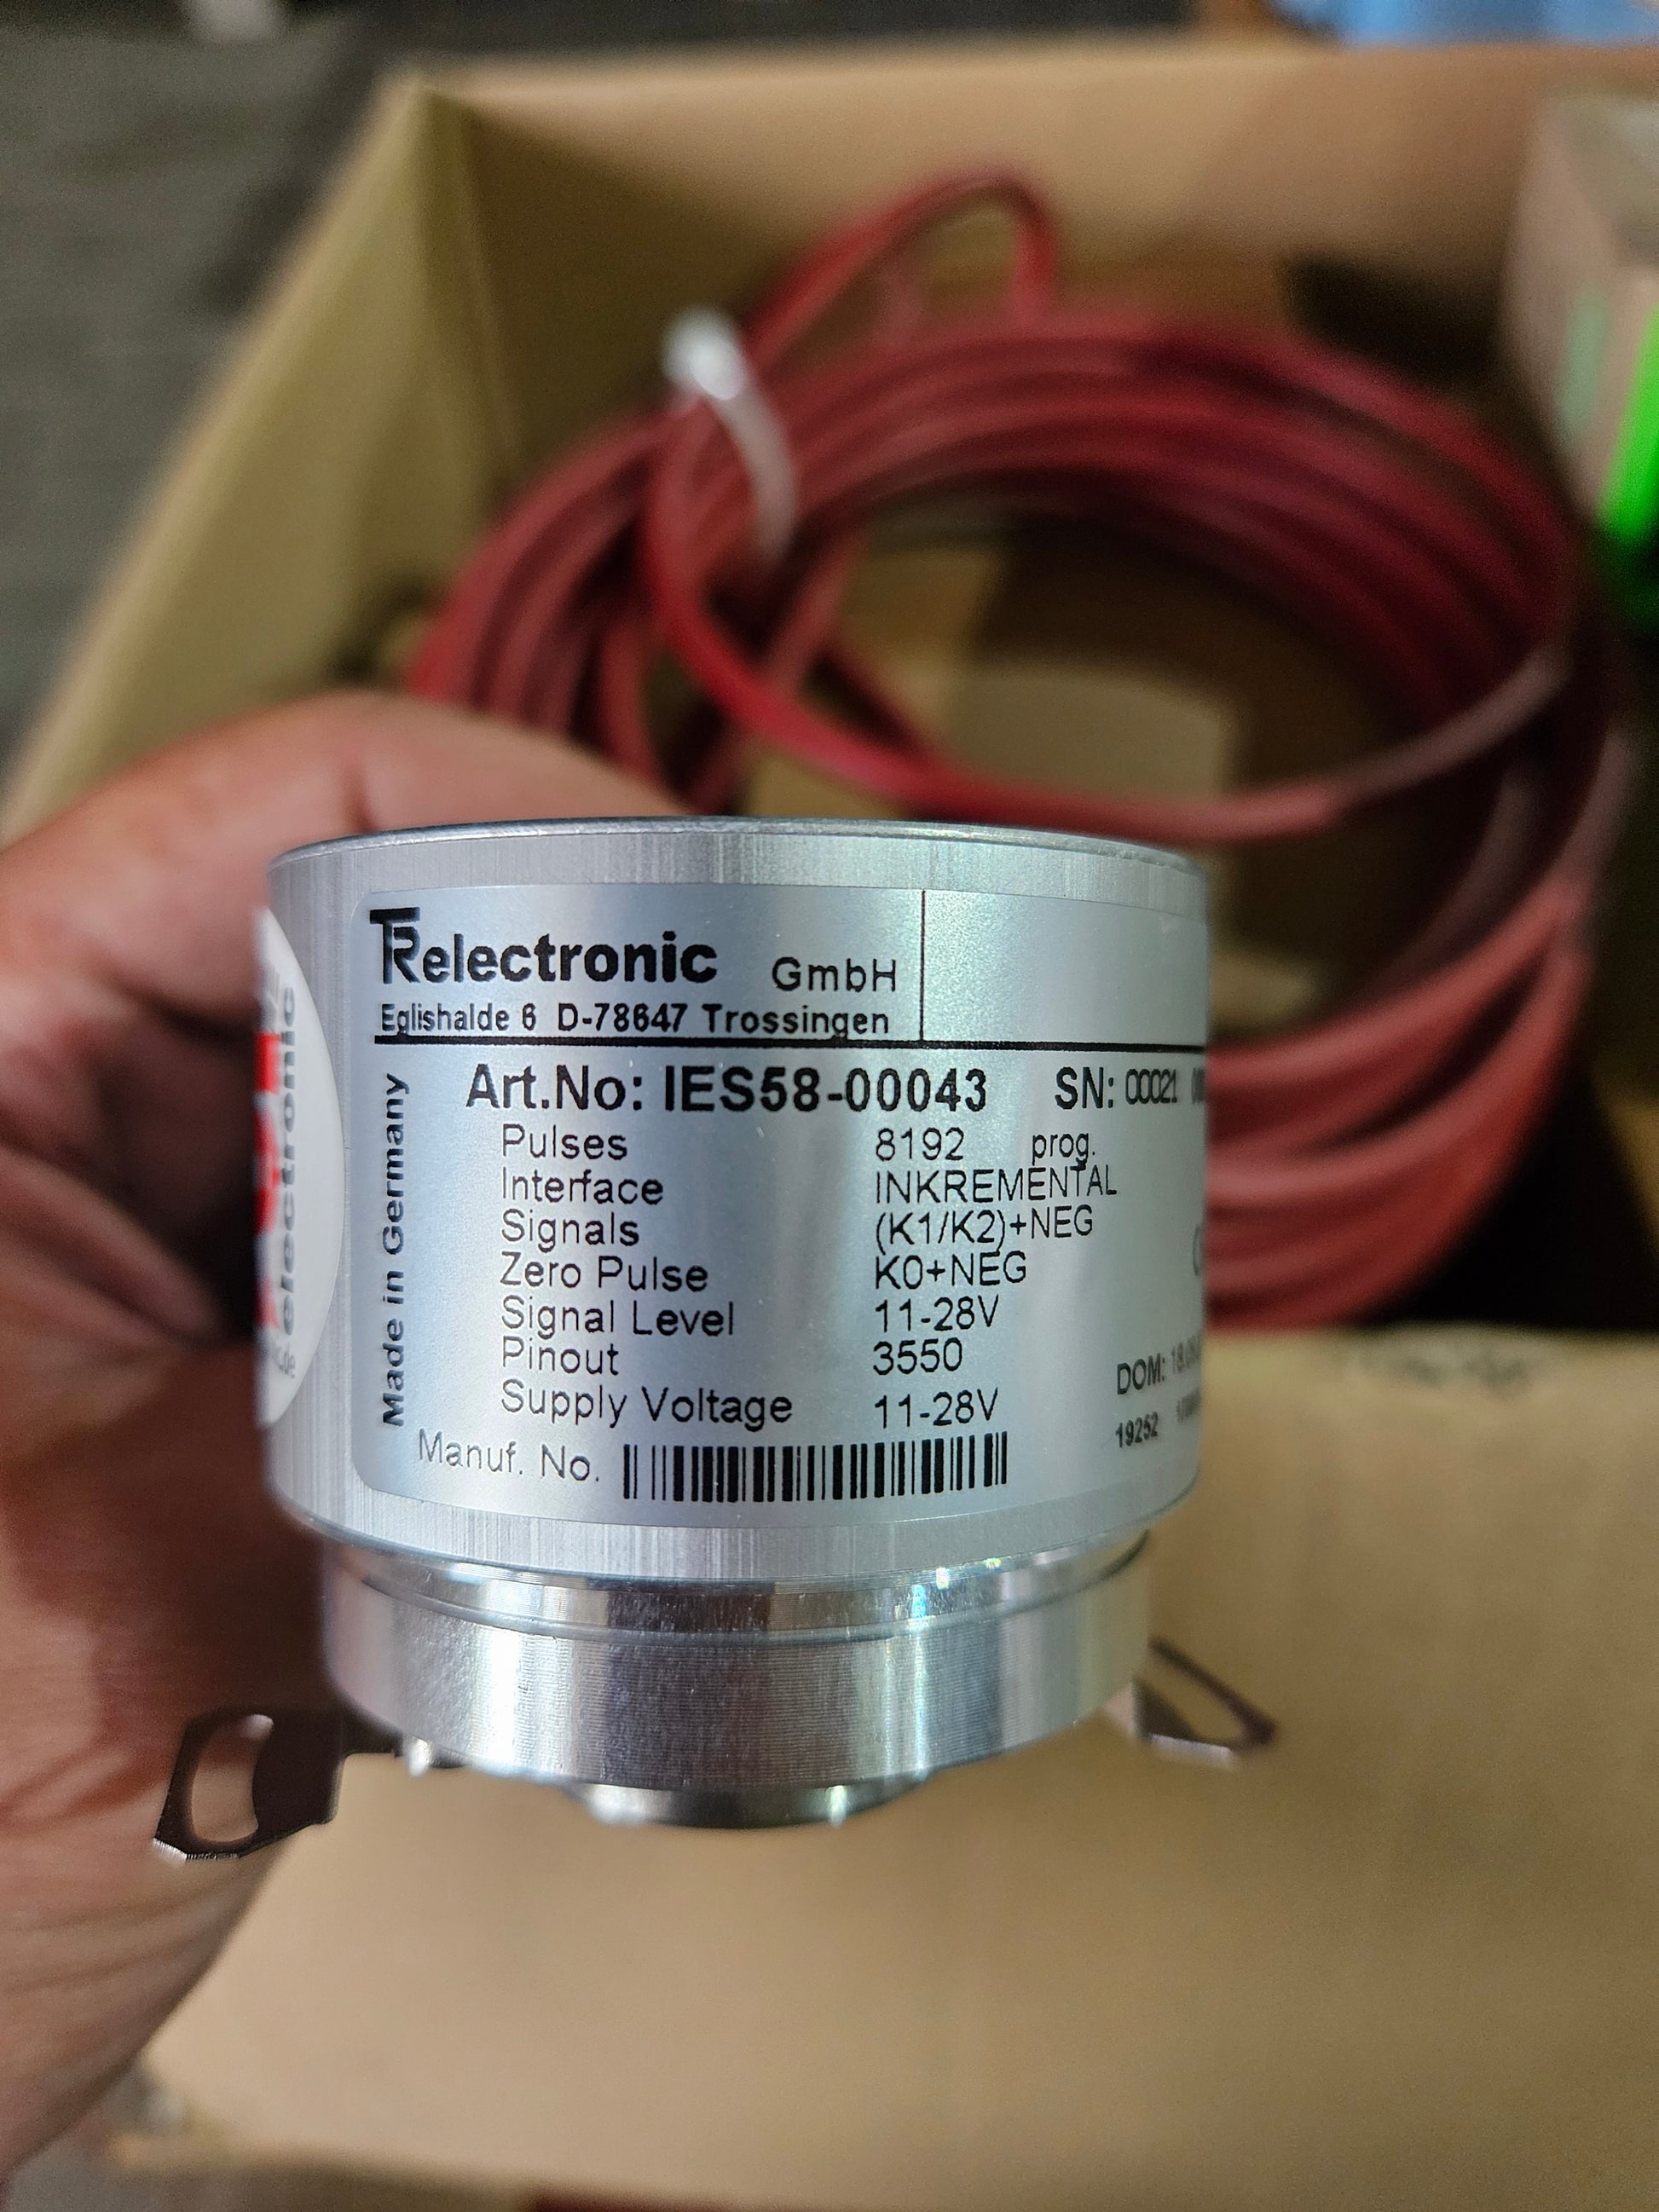 TRelectronic GmbH
Eglishalde 6 D-78647 Trossingen
Art.No: IES58-00043 SN: 00021
Pulses 8192 prog.
Interface INKREMENTAL
Signals (K1/K2)+NEG
Zero Pulse K0+NEG
Signal Level 11-28V
Pinout 3550
Supply Voltage 11-28V
Manuf. No.
Made in Germany
DOM:
19252
electronic